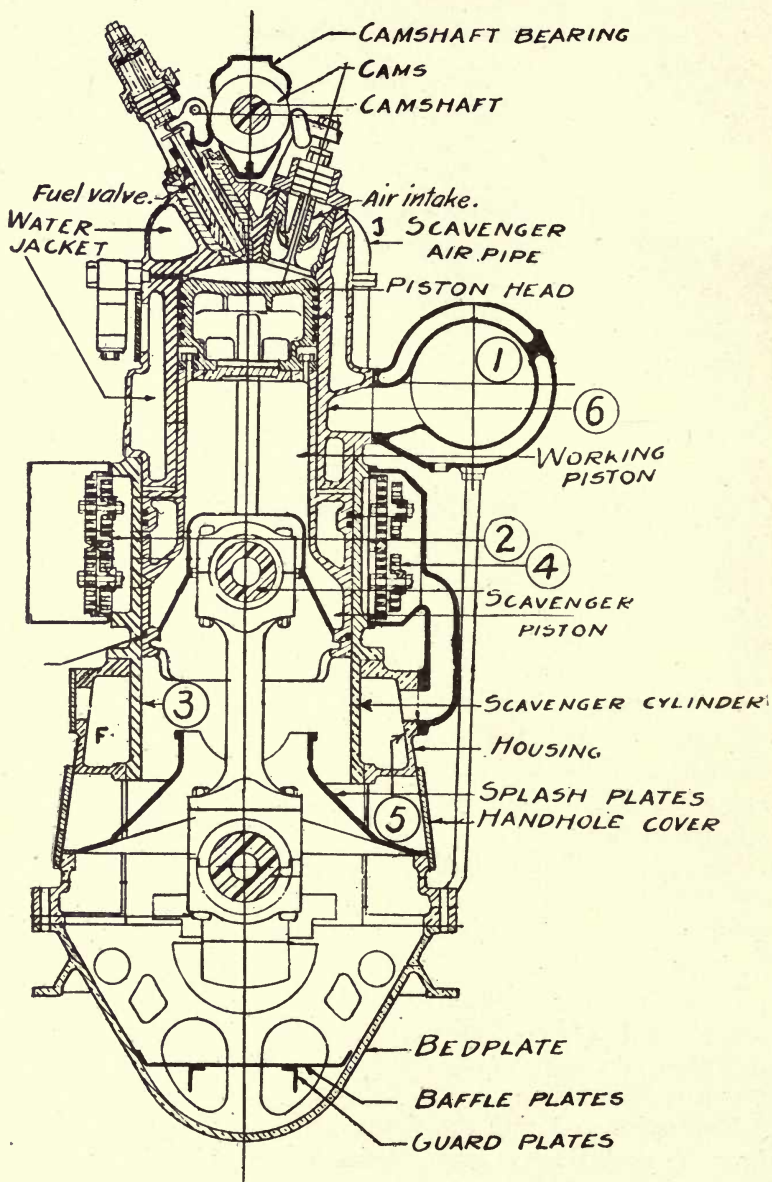 CAMSHAFT BEARING
CAMS
CAMSHAFT
Fuel valve.
Air intake.
WATER
JACKET
SCAVENGER
AIR PIPE
PISTON HEAD
1
6
WORKING
PISTON
2
4
SCAVENGER
PISTON
3
F
SCAVENGER CYLINDER
HOUSING
5
SPLASH PLATES
HANDHOLE COVER
BEDPLATE
BAFFLE PLATES
GUARD PLATES